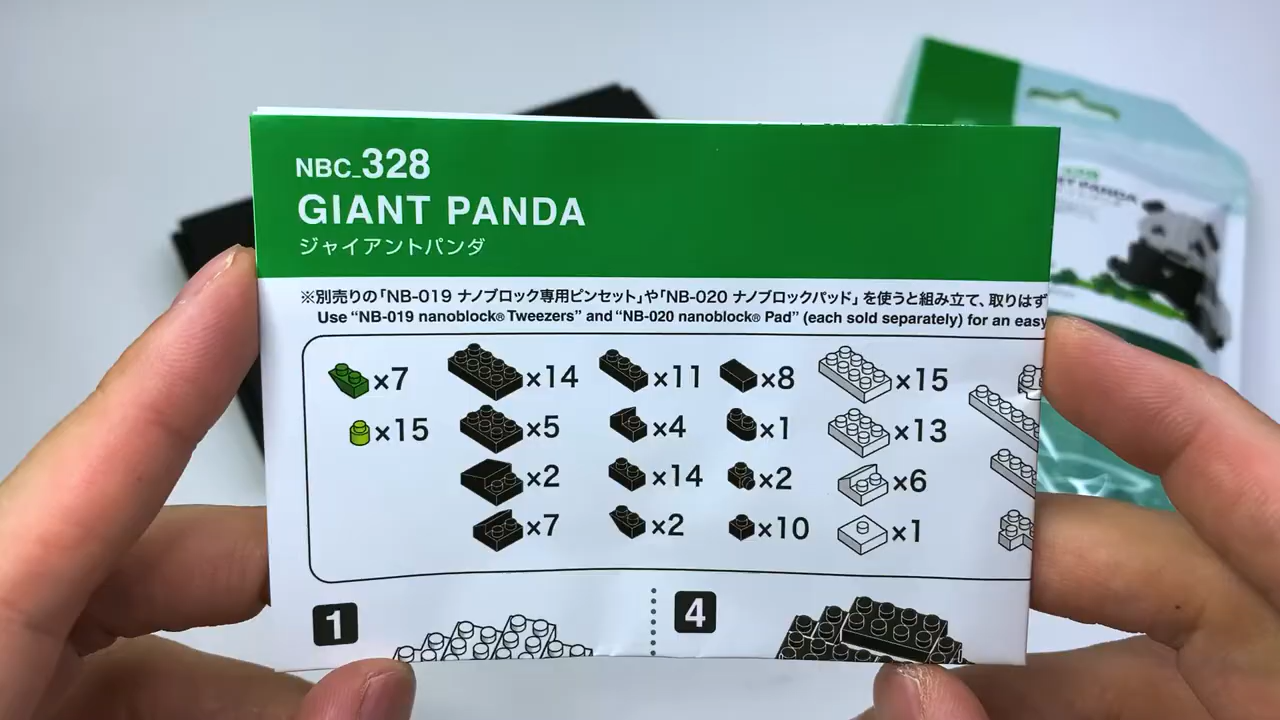 NBC_328
GIANT PANDA
ジャイアントパンダ
※別売りの「NB-019 ナノブロック専用ピンセット」や「NB-020 ナノブロックパッド」を使うと組み立て、取りはず
Use “NB-019 nanoblock® Tweezers” and “NB-020 nanoblock® Pad” (each sold separately) for an easy
×7 ×14 ×11 ×8 ×15
×15 ×5 ×4 ×1 ×13
×2 ×14 ×2 ×6
×7 ×2 ×10 ×1
1 4
328
PANDA